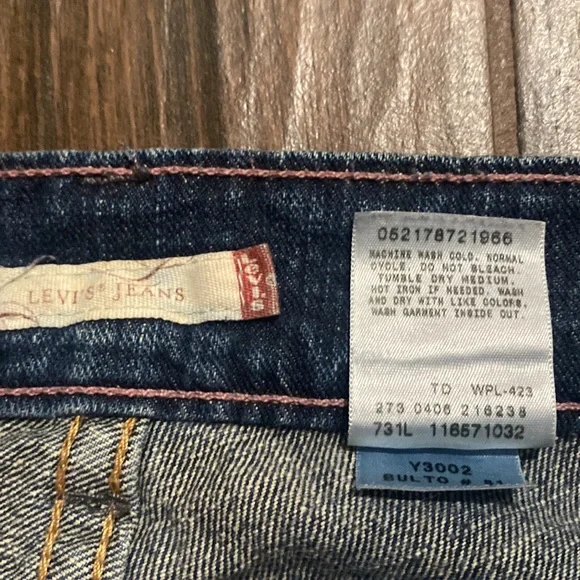 LEVI'S® JEANS
LEVI'S
052178721966
MACHINE WASH COLD. NORMAL
CYCLE. DO NOT BLEACH
TUMBLE DRY MEDIUM.
HOT IRON IF NEEDED. WASH
AND DRY WITH LIKE COLORS.
WASH GARMENT INSIDE OUT.
TD WPL-423
273 0406 216238
731L 116571032
Y3002
BULTO #